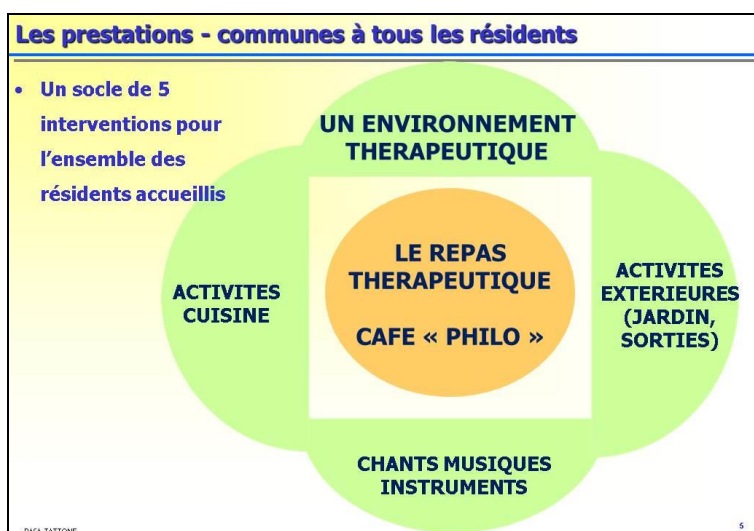 Les prestations - communes à tous les résidents
• Un socle de 5
interventions pour
l'ensemble des
résidents accueillis
UN ENVIRONNEMENT
THERAPEUTIQUE
LE REPAS
THERAPEUTIQUE
CAFE « PHILO »
ACTIVITES
CUISINE
ACTIVITES
EXTERIEURES
(JARDIN,
SORTIES)
CHANTS MUSIQUES
INSTRUMENTS
5